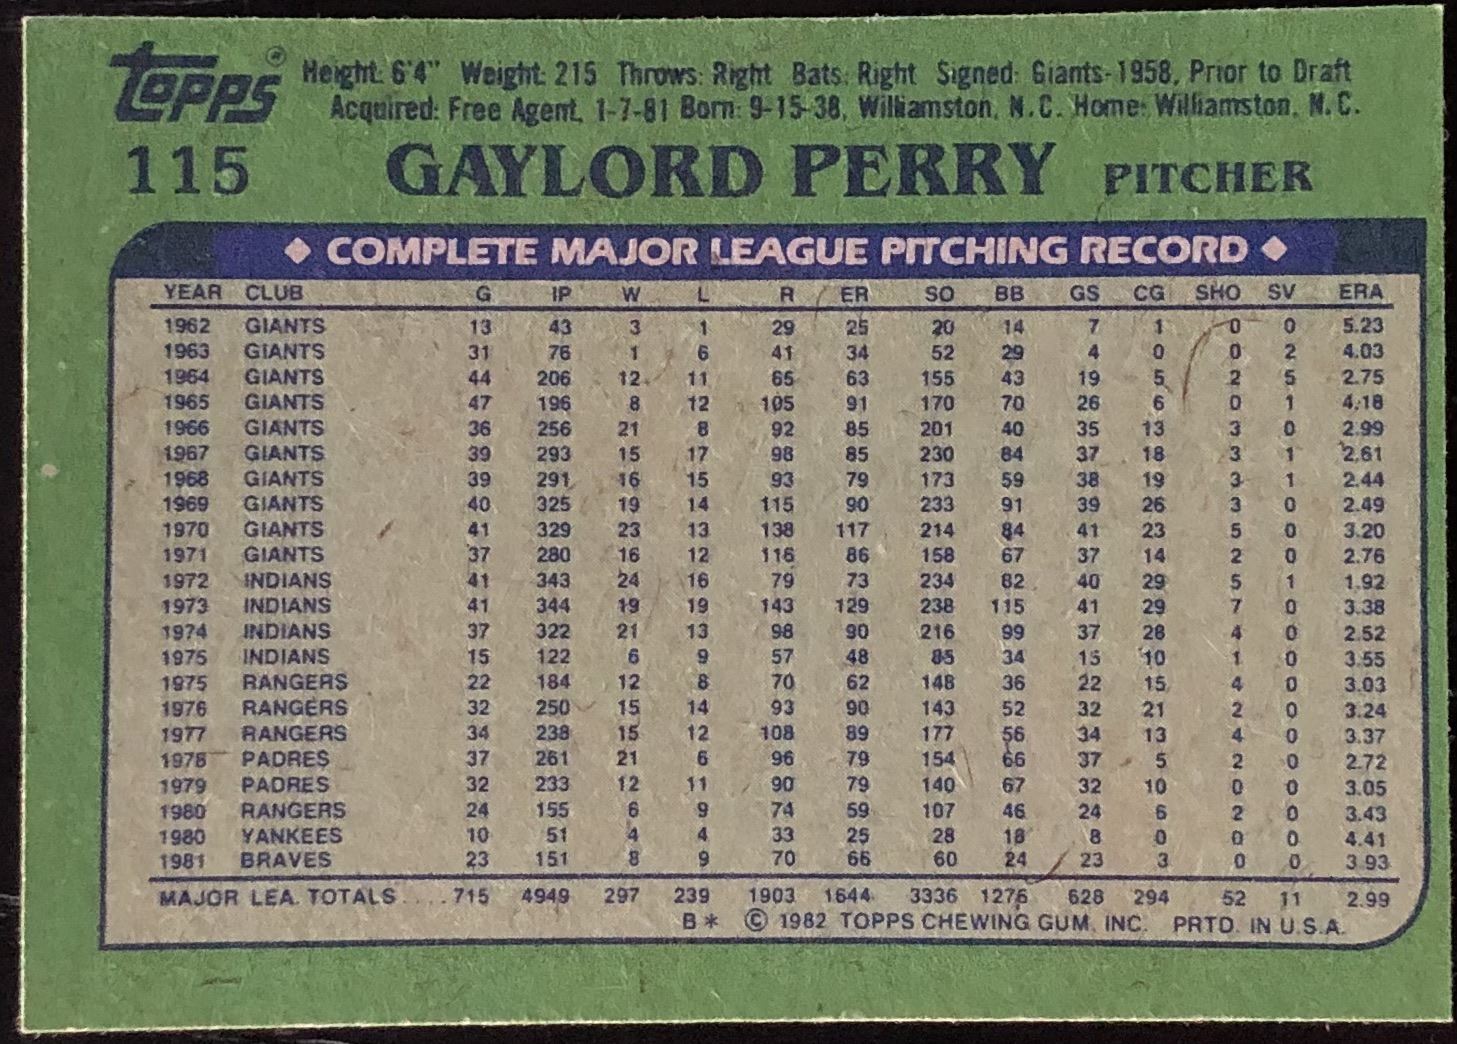 Topps® Height: 6'4" Weight: 215 Throws: Right Bats: Right Signed: Giants-1958, Prior to Draft
Acquired: Free Agent, 1-7-81 Born: 9-15-38, Williamston, N.C. Home: Williamston, N.C.
115 GAYLORD PERRY PITCHER
◆ COMPLETE MAJOR LEAGUE PITCHING RECORD ◆
YEAR CLUB G IP W L R ER SO BB GS CG SHO SV ERA
1962 GIANTS 13 43 3 1 29 25 20 14 7 1 0 0 5.23
1963 GIANTS 31 76 1 6 41 34 52 29 4 0 0 2 4.03
1964 GIANTS 44 206 12 11 65 63 155 43 19 5 2 5 2.75
1965 GIANTS 47 196 8 12 105 91 170 70 26 6 0 1 4.18
1966 GIANTS 36 256 21 8 92 85 201 40 35 13 3 0 2.99
1967 GIANTS 39 293 15 17 98 85 230 84 37 18 3 1 2.61
1968 GIANTS 39 291 16 15 93 79 173 59 38 19 3 1 2.44
1969 GIANTS 40 325 19 14 115 90 233 91 39 26 3 0 2.49
1970 GIANTS 41 329 23 13 138 117 214 84 41 23 5 0 3.20
1971 GIANTS 37 280 16 12 116 86 158 67 37 14 2 0 2.76
1972 INDIANS 41 343 24 16 79 73 234 82 40 29 5 1 1.92
1973 INDIANS 41 344 19 19 143 129 238 115 41 29 7 0 3.38
1974 INDIANS 37 322 21 13 98 90 216 99 37 28 4 0 2.52
1975 INDIANS 15 122 6 9 57 48 85 34 15 10 1 0 3.55
1975 RANGERS 22 184 12 8 70 62 148 36 22 15 4 0 3.03
1976 RANGERS 32 250 15 14 93 90 143 52 32 21 2 0 3.24
1977 RANGERS 34 238 15 12 108 89 177 56 34 13 4 0 3.37
1978 PADRES 37 261 21 6 96 79 154 66 37 5 2 0 2.72
1979 PADRES 32 233 12 11 90 79 140 67 32 10 0 0 3.05
1980 RANGERS 24 155 6 9 74 59 107 46 24 6 2 0 3.43
1980 YANKEES 10 51 4 4 33 25 28 18 8 0 0 0 4.41
1981 BRAVES 23 151 8 9 70 66 60 24 23 3 0 0 3.93
MAJOR LEA. TOTALS ....715 4949 297 239 1903 1644 3336 1276 628 294 52 11 2.99
B* © 1982 TOPPS CHEWING GUM, INC. PRTD. IN U.S.A.